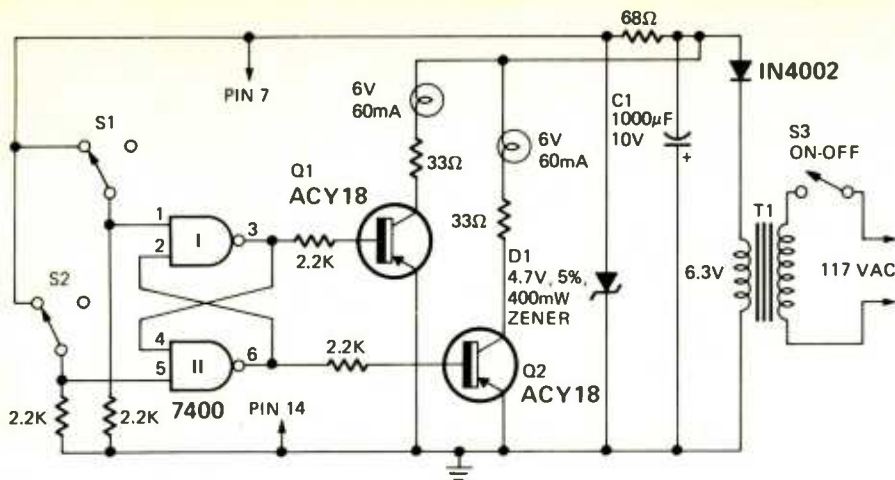 68Ω
IN4002
PIN 7
6V
60mA
C1
1000µF
10V
+
S3
ON-OFF
S1
6V
60mA
33Ω
Q1
ACY18
T1
1
I
3
2
2.2K
33Ω
D1
4.7V, 5%,
400mW
ZENER
6.3V
117 VAC
S2
4
II
6
5
2.2K
7400
PIN 14
Q2
ACY18
2.2K
2.2K